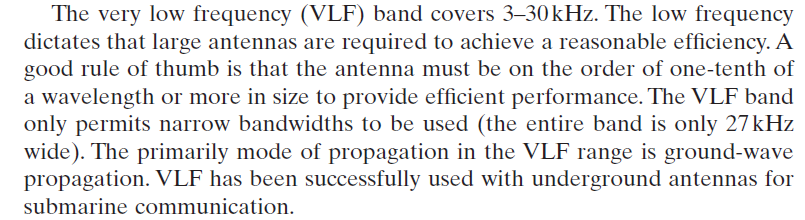 The very low frequency (VLF) band covers 3–30 kHz. The low frequency
dictates that large antennas are required to achieve a reasonable efficiency. A
good rule of thumb is that the antenna must be on the order of one-tenth of
a wavelength or more in size to provide efficient performance. The VLF band
only permits narrow bandwidths to be used (the entire band is only 27 kHz
wide). The primarily mode of propagation in the VLF range is ground-wave
propagation. VLF has been successfully used with underground antennas for
submarine communication.